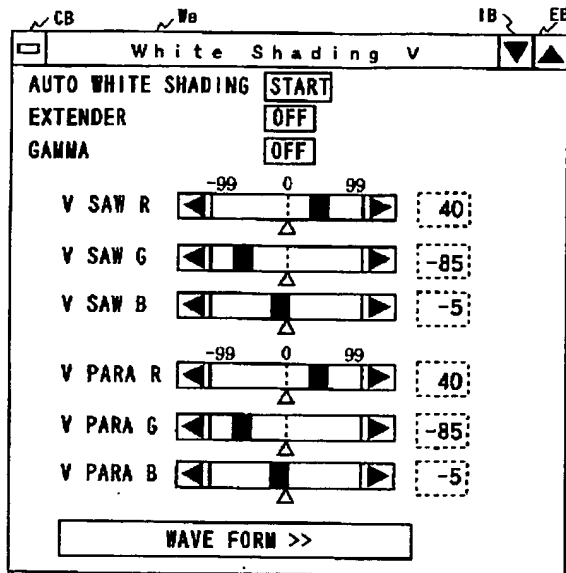 CB W8 IB EB
White Shading V
AUTO WHITE SHADING START
EXTENDER OFF
GAMMA OFF
-99 0 99
V SAW R 40
V SAW G -85
V SAW B -5
-99 0 99
V PARA R 40
V PARA G -85
V PARA B -5
WAVE FORM >>